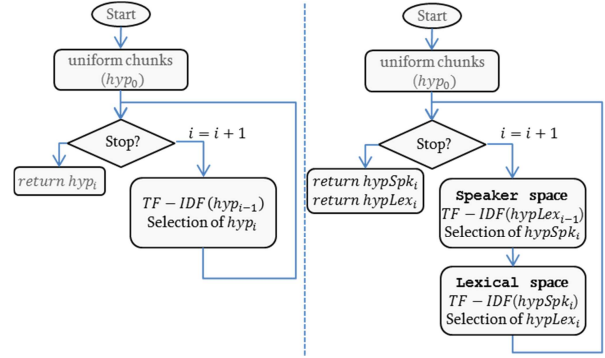 Start
uniform chunks
(hyp₀)
Stop?
i = i + 1
return hypᵢ
TF − IDF(hypᵢ₋₁)
Selection of hypᵢ
Start
uniform chunks
(hyp₀)
Stop?
i = i + 1
return hypSpkᵢ
return hypLexᵢ
Speaker space
TF − IDF(hypLexᵢ₋₁)
Selection of hypSpkᵢ
Lexical space
TF − IDF(hypSpkᵢ)
Selection of hypLexᵢ